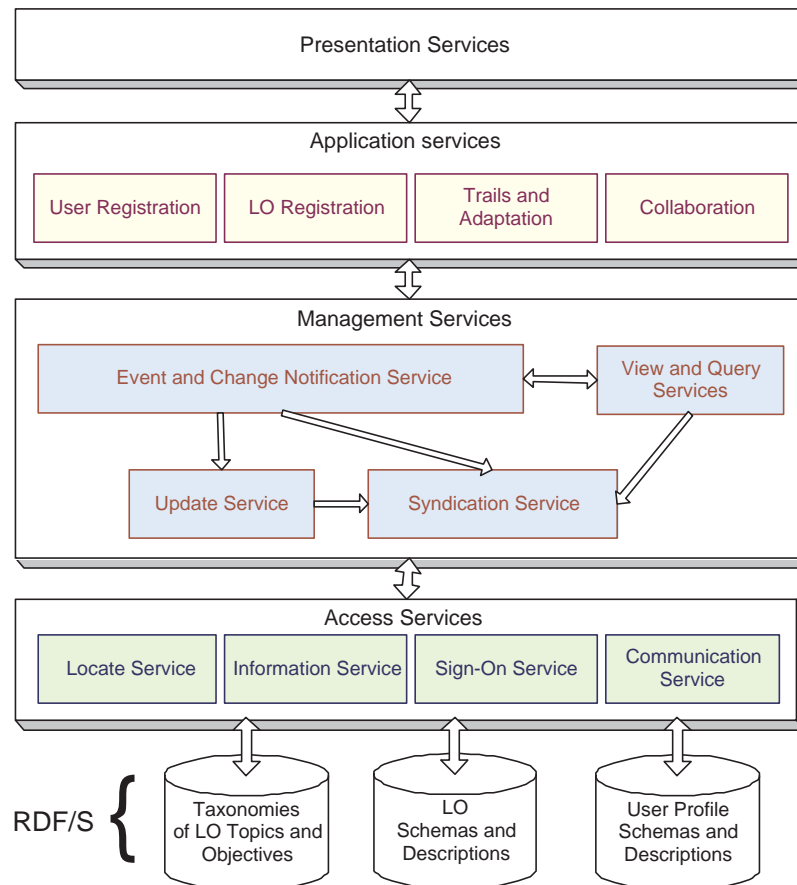 Presentation Services
Application services
User Registration
LO Registration
Trails and
Adaptation
Collaboration
Management Services
Event and Change Notification Service
View and Query
Services
Update Service
Syndication Service
Access Services
Locate Service
Information Service
Sign-On Service
Communication
Service
RDF/S
Taxonomies
of LO Topics and
Objectives
LO
Schemas and
Descriptions
User Profile
Schemas and
Descriptions